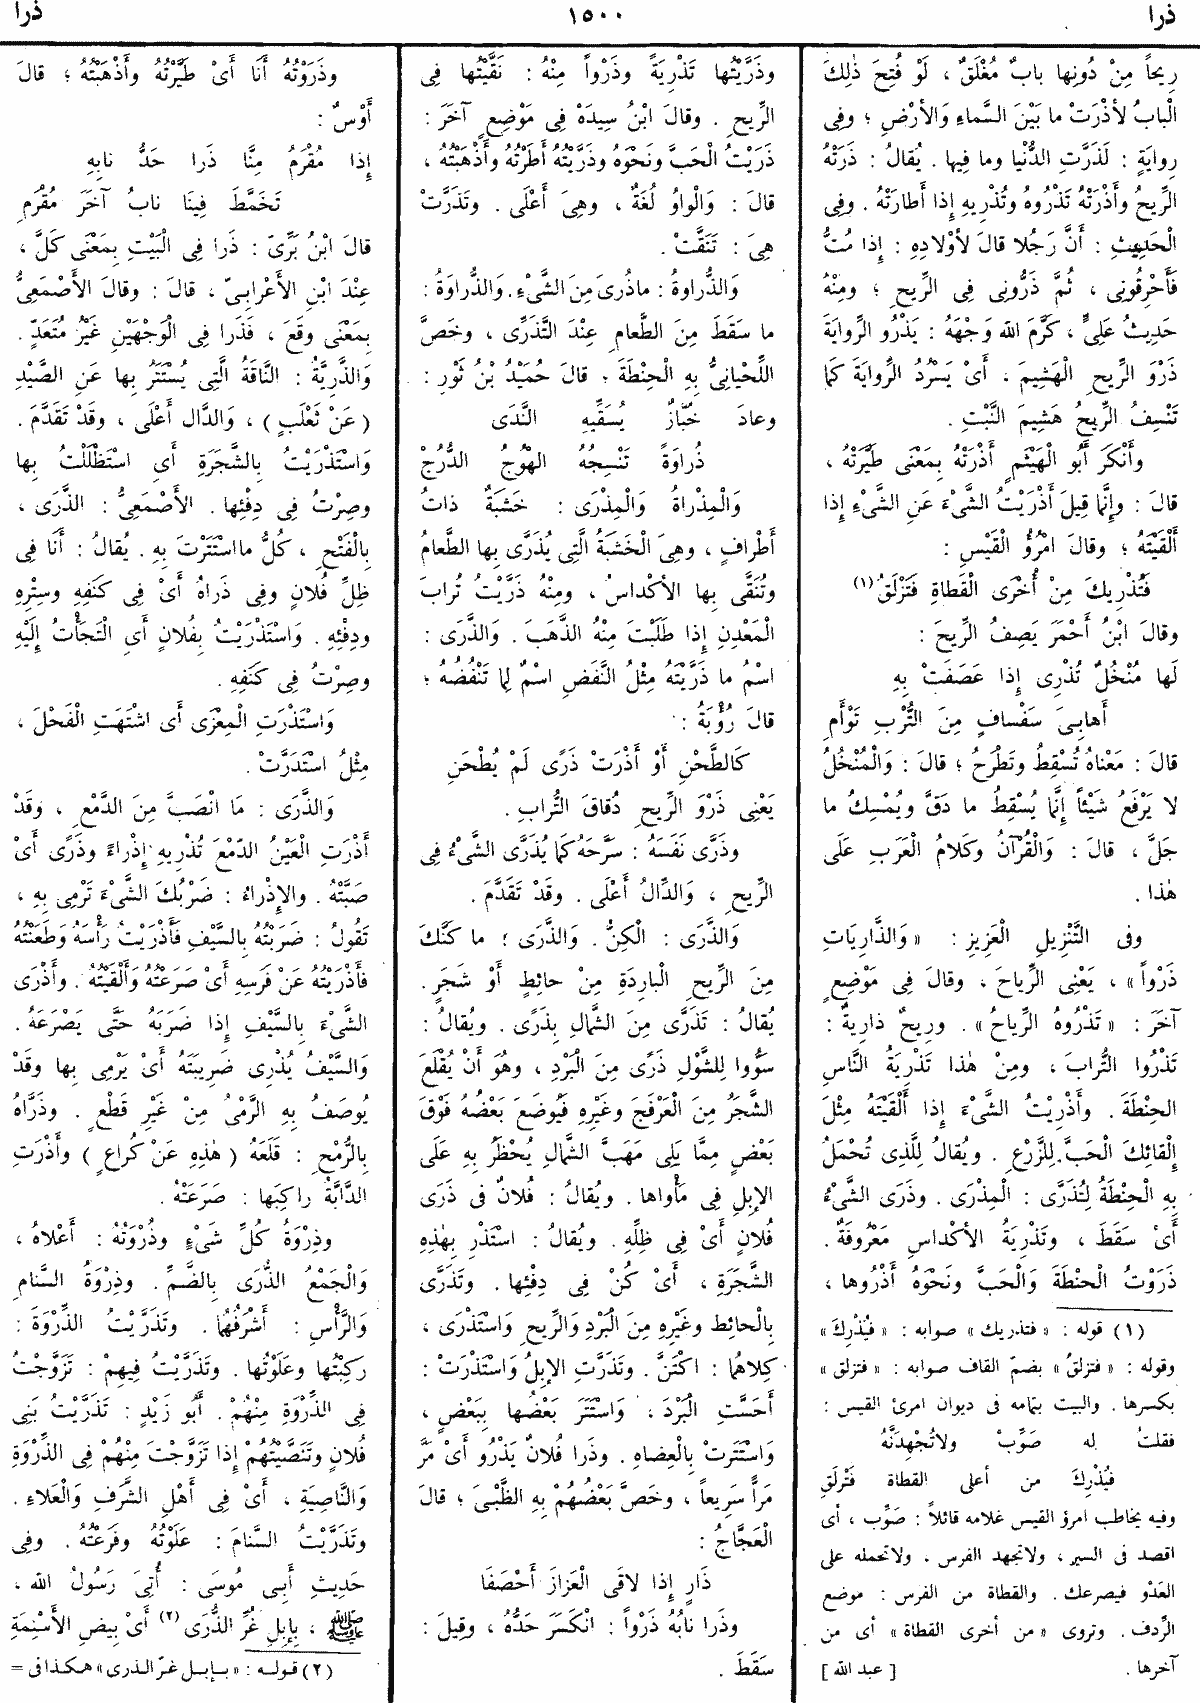 ذرا
١٥٠٠
ذرا
رِيحاً مِنْ دُونِها بابٌ مُغْلَقٌ ، لَوْ فُتِحَ ذٰلِكَ
الْبابُ لأَذْرَتْ ما بَيْنَ السَّماءِ وَالأَرْضِ ؛ وفِى
رِوايَةٍ : لَذَرَّتِ الدُّنْيا وما فِيها . يُقالُ : ذَرَتْهُ
الرِّيحُ وأَذْرَتْهُ تَذْرُوهُ وتُذْرِيهِ إِذا أَطارَتْهُ . وفِى
الْحَدِيثِ : أَنَّ رَجُلا قالَ لأَوْلادِهِ : إِذا مُتُّ
فَأَحْرِقُونِى ، ثُمَّ ذَرُّونِى فِى الرِّيحِ ؛ ومِنْهُ
حَدِيثُ عَلِىٍّ ، كَرَّمَ اللّٰه وَجْهَهُ : يَذْرُو الرِّوايَةَ
ذَرْوَ الرِّيحِ الْهَشِيمَ ، أَىْ يَسْرُدُ الرِّوايَةَ كَما
تَنْسِفُ الرِّيحُ هَشِيمَ النَّبْتِ .
وأَنْكَرَ أَبُو الْهَيْثَمِ أَذْرَتْهُ بِمَعْنَى طَيَّرَتْهُ ،
قالَ : وإِنَّما قِيلَ أَذْرَيْتُ الشَّىْءَ عَنِ الشَّىْءِ إِذا
أَلْقَيْتَهُ ؛ وقالَ امْرُؤُ الْقَيْسِ :
فَتُذْرِيكَ مِنْ أُخْرَى الْقَطاةِ فَتَزْلَقُ (١)
وقالَ ابْنُ أَحْمَرَ يَصِفُ الرِّيحَ :
لَها مُنْخُلٌ تُذْرِى إِذا عَصَفَتْ بِهِ
أَهابِىَ سَفْسافٍ مِنَ التُّرْبِ تَوْأَمِ
قالَ : مَعْناهُ تُسْقِطُ وتَطْرَحُ ؛ قالَ : وَالْمُنْخُلُ
لا يَرْفَعُ شَيْئاً إِنَّما يُسْقِطُ ما دَقَّ ويُمْسِكُ ما
جَلَّ ، قالَ : وَالْقُرْآنُ وكَلامُ الْعَرَبِ عَلَى
هٰذا .
وفى التَّنْزِيلِ الْعَزِيزِ : « وَالذَّارِيَاتِ
ذَرْواً » ، يَعْنِى الرِّياحَ ، وقالَ فِى مَوْضِعٍ
آخَرَ : « تَذْرُوهُ الرِّياحُ » . ورِيحٌ ذارِيةٌ :
تَذْرُوا التُّرابَ ، ومِنْ هٰذا تَذْرِيَةُ النَّاسِ
الحِنْطَةَ . وأَذْرَيْتُ الشَّىْءَ إِذا أَلْقَيْتَهُ مِثْلَ
إِلْقائِكَ الْحَبَّ لِلزَّرْعِ . ويُقالُ لِلَّذِى تُحْمَلُ
بِهِ الْحِنْطَةُ لِتُذَرَّى : الْمِذْرَى . وذَرَى الشَّىْءُ
أَىْ سَقَطَ ، وتَذْرِيَةُ الأَكْداسِ مَعْرُوفَةٌ .
ذَرَوْتُ الْحِنْطَةَ وَالْحَبَّ ونَحْوَهُ أَذْرُوها ،
(١) قوله : « فتذريك » صوابه : « فيُذْرِكَ »
وقوله : « فتزلقُ » بضمّ القاف صوابه : « فتزلقِ »
بكسرها . والبيت بتمامه فى ديوان امرئ القيس :
فقلتُ له صَوِّبْ ولا تُجْهِدَنَّهُ
فيُذْرِكَ من أعلى القطاة فتَزْلَقِ
وفيه يخاطب امرؤ القيس غلامه قائلاً : صَوِّب ، أى
اقصد فى السير ، ولاتجهد الفرس ، ولاتحمله على
العَدْو فيصرعك . والقطاة من الفرس : موضع
الرِّدف . وتروى « من أخرى القطاة » أى من
آخرها . [ عبد اللّٰه ]
وذَرَّيْتُها تَذْرِيَةً وذَرْواً مِنْهُ : نَقَّيْتُها فِى
الرِّيحِ . وقالَ ابْنُ سِيدَهْ فِى مَوْضِعٍ آخَرَ :
ذَرَيْتُ الْحَبَّ ونَحْوَهُ وذَرَّيْتُهُ أَطَرْتُهُ وأَذْهَبْتُهُ ،
قالَ : وَالْواوُ لُغَةٌ ، وهِىَ أَعْلَى . وتَذَرَّتْ
هِىَ : تَنَقَّتْ .
وَالذُّراوةُ : ماذُرِىَ مِنَ الشَّىْءِ . وَالذُّراوَةُ :
ما سَقَطَ مِنَ الطَّعامِ عِنْدَ التَّذَرِّى ، وخَصَّ
اللِّحْيانِىُّ بِهِ الْحِنْطَةَ ؛ قالَ حُمَيْدُ بْنُ ثَوْرٍ :
وعادَ خُبَّازٌ يُسَقِّيهِ النَّدَى
ذُراوَةً تَنْسِجُهُ الهُوجُ الدُّرُجْ
وَالْمِذْراةُ وَالْمِذْرَى : خَشَبَةٌ ذاتُ
أَطْرافٍ ، وهِىَ الْخَشَبَةُ الَّتِى يُذَرَّى بِها الطَّعامُ
وتُنَقَّى بِها الأَكْداسُ ، ومِنْهُ ذَرَّيْتُ تُرابَ
الْمَعْدِنِ إِذا طَلَبْتَ مِنْهُ الذَّهَبَ . وَالذَّرَى :
اسْمُ ما ذَرَّيْتَهُ مِثْلُ النَّفَضِ اسْمٌ لِما تَنْفُضُهُ ؛
قالَ رُؤْبَةُ :
كَالطَّحْنِ أَوْ أَذْرَتْ ذَرًى لَمْ يُطْحَنِ
يَعْنِى ذَرْوَ الرِّيحِ دُقاقَ التُّرابِ .
وذَرَّى نَفَسَهُ : سَرَّحَهُ كَما يُذَرَّى الشَّىْءُ فِى
الرِّيحِ ، وَالدَّالُ أَعْلَى . وقَدْ تَقَدَّمَ .
وَالذَّرَى : الْكِنُّ . وَالذَّرَى : ما كَنَّكَ
مِنَ الرِّيحِ الْبارِدَةِ مِنْ حائِطٍ أَوْ شَجَرٍ .
يُقالُ : تَذَرَّى مِنَ الشَّمالِ بِذَرًى . ويُقالُ :
سَوُّوا لِلشَّوْلِ ذَرًى مِنَ الْبَرْدِ ، وهُوَ أَنْ يُقْلَعَ
الشَّجَرُ مِنَ الْعَرْفَجِ وغَيْرِهِ فَيُوضَعَ بَعْضُهُ فَوْقَ
بَعْضٍ مِمَّا يَلِى مَهَبَّ الشَّمالِ يُحْظَرُ بِهِ عَلَى
الإِبِلِ فِى مَأْواها . ويُقالُ : فُلانٌ فى ذَرَى
فُلانٍ أَىْ فِى ظِلِّهِ . ويُقالُ : اسْتَذْرِ بِهٰذِهِ
الشَّجَرَةِ ، أَىْ كُنْ فِى دِفْئِها . وتَذَرَّى
بِالْحائِطِ وغَيْرِهِ مِنَ الْبَرْدِ وَالرِّيحِ وَاسْتَذْرَى ،
كِلاهُما : اكْتَنَّ . وتَذَرَّتِ الإِبِلُ وَاسْتَذْرَتْ :
أَحَسَّتِ الْبَرْدَ ، وَاسْتَتَرَ بَعْضُها بِبَعْضٍ ،
وَاسْتَتَرَتْ بِالْعِضاهِ . وذَرا فُلانٌ يَذْرُو أَىْ مَرَّ
مَرًّا سَرِيعاً ، وخَصَّ بَعْضُهُمْ بِهِ الظَّبْىَ ؛ قالَ
الْعَجَّاجُ :
ذَارٍ إِذا لاقَى الْعَزازَ أَحْصَفَا
وذَرا نابُهُ ذَرْواً : انْكَسَرَ حَدُّهُ ، وقِيلَ :
سَقَطَ .
وذَرَوْتُهُ أَنَا أَىْ طَيَّرْتُهُ وأَذْهَبْتُهُ ؛ قالَ
أَوْسٌ :
إِذا مُقْرَمٌ مِنَّا ذَرا حَدُّ نابِهِ
تَخَمَّطَ فِينَا نابُ آخَرَ مُقْرَمِ
قالَ ابْنُ بَرِّىّ : ذَرا فِى الْبَيْتِ بِمَعْنَى كَلَّ ،
عِنْدَ ابْنِ الأَعْرابِىِّ ، قالَ : وقالَ الأَصْمَعِىُّ
بِمَعْنَى وقَعَ ، فَذَرا فِى الْوَجْهَيْنِ غَيْرُ مُتَعَدٍّ .
وَالذَّرِيَّةُ : النَّاقَةُ الَّتِى يُسْتَتَرُ بِها عَنِ الصَّيْدِ
( عَنْ ثَعْلَبٍ ) ، وَالدَّال أَعْلَى ، وقَدْ تَقَدَّمَ .
وَاسْتَذْرَيْتُ بِالشَّجَرَةِ أَىِ اسْتَظْلَلْتُ بِها
وصِرْتُ فِى دِفْئِها . الأَصْمَعِىُّ : الذَّرَى ،
بِالْفَتْحِ ، كُلُّ مااسْتَتَرْتَ بِهِ . يُقالُ : أَنَا فِى
ظِلِّ فُلانٍ وفِى ذَراهُ أَىْ فِى كَنَفِهِ وسِتْرِهِ
ودِفْئِهِ . وَاسْتَذْرَيْتُ بِفُلانٍ أَىِ الْتَجَأْتُ إِلَيْهِ
وصِرْتُ فِى كَنَفِهِ .
وَاسْتَذْرَتِ الْمِعْزَى أَى اشْتَهَتِ الْفَحْلَ ،
مِثْلُ اسْتَدَرَّتْ .
وَالذَّرَى : مَا انْصَبَّ مِنَ الدَّمْعِ ، وقَدْ
أَذْرَتِ الْعَيْنُ الدَّمْعَ تُذْرِيهِ إِذْراءً وذَرًى أَىْ
صَبَّتْهُ . والإِذْراءُ : ضَرْبُكَ الشَّىْءَ تَرْمِى بِهِ ،
تَقُولُ : ضَرَبْتُهُ بِالسَّيْفِ فَأَذْرَيْتُ رَأْسَهُ وَطَعَنْتُهُ
فأَذْرَيْتُهُ عَنْ فَرَسِهِ أَىْ صَرَعْتُهُ وَأَلْقَيْتُهُ . وأَذْرَى
الشَّىْءَ بِالسَّيْفِ إِذا ضَرَبَهُ حَتَّى يَصْرَعَهُ .
وَالسَّيْفُ يُذْرِى ضَرِيبَتَهُ أَىْ يَرْمِى بِها وقَدْ
يُوصَفُ بِهِ الرَّمْىُ مِنْ غَيْرِ قَطْعٍ . وذَرَّاهُ
بِالرُّمْحِ : قَلَعَهُ ( هٰذِهِ عَنْ كُراعٍ ) وأَذْرَتِ
الدَّابَّةُ راكِبَها : صَرَعَتْهُ .
وذِرْوَةُ كُلِّ شَىْءٍ وذُرْوَتُهُ : أَعْلاهُ ،
وَالْجَمْعُ الذُّرَى بِالضَّمِّ . وذِرْوَةُ السَّنامِ
وَالرَّأْسِ : أَشْرَفُهُما . وتَذَرَّيْتُ الذِّرْوَةَ :
رَكِبْتُها وعَلَوْتُها . وتَذَرَّيْتُ فِيهِمْ : تَزَوَّجْتُ
فِى الذِّرْوَةِ مِنْهُمْ . أَبُو زَيْدٍ : تَذَرَّيْتُ بَنِى
فُلانٍ وتَنَصَّيْتُهُمْ إِذا تَزَوَّجْتَ مِنْهُمْ فِى الذِّرْوَةِ
وَالنَّاصِيَةِ ، أَىْ فِى أَهْلِ الشَّرَفِ وَالْعَلاءِ .
وتَذَرَّيْتُ السَّنامَ : عَلَوْتُهُ وفَرَعْتُهُ . وفِى
حَدِيثِ أَبِى مُوسَى : أُتِىَ رَسُولُ اللّٰه ،
ﷺ ، بِإِبِلٍ غُرِّ الذُّرَى (٢) أَىْ بِيضِ الأَسْنِمَةِ
(٢) قوله : « بإبل غرّ الذرى » هكذا فى =